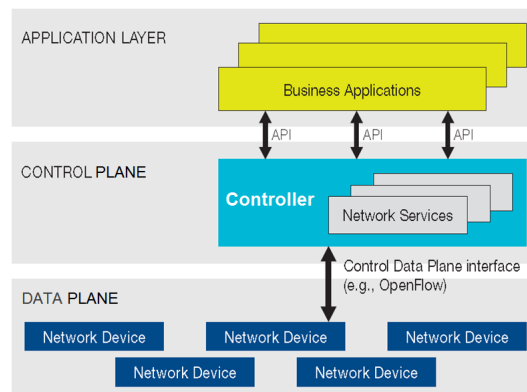 APPLICATION LAYER
Business Applications
API
API
API
CONTROL PLANE
Controller
Network Services
Control Data Plane interface
(e.g., OpenFlow)
DATA PLANE
Network Device
Network Device
Network Device
Network Device
Network Device